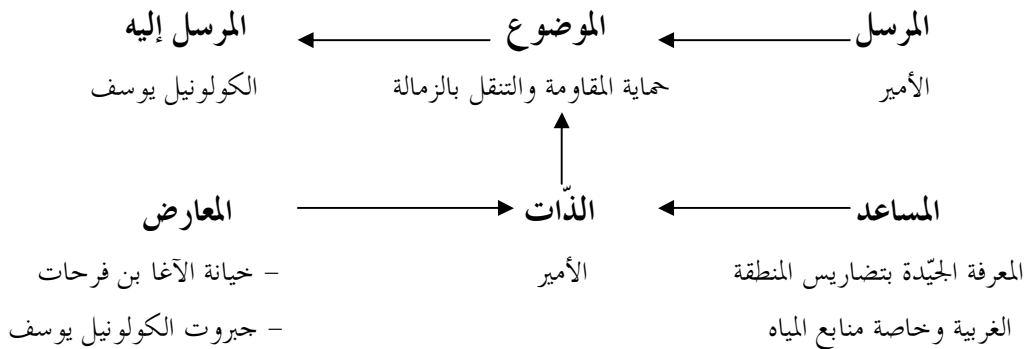 المرسل الموضوع المرسل إليه
الأمير حماية المقاومة والتنقل بالزمالة الكولونيل يوسف
المساعد الذّات المعارض
المعرفة الجيّدة بتضاريس المنطقة الأمير – خيانة الآغا بن فرحات
الغربية وخاصة منابع المياه – جبروت الكولونيل يوسف